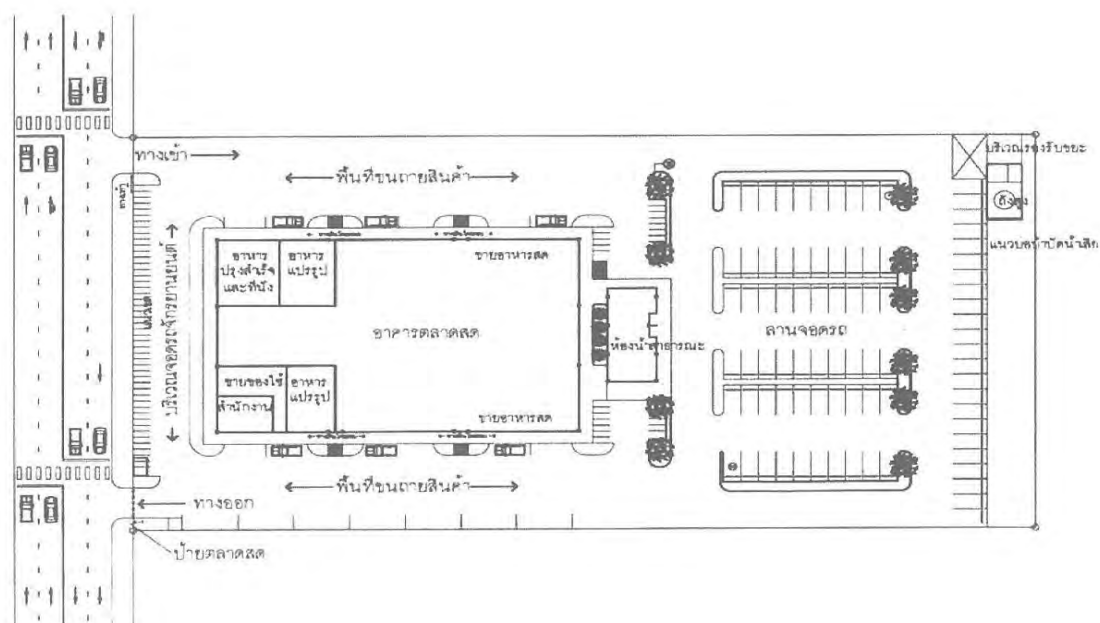 ทางเข้า
พื้นที่ขนถ่ายสินค้า
บริเวณรองรับขยะ
ถังสูง
แนวบ่อบำบัดน้ำเสีย
บริเวณจอดรถจักรยานยนต์
อาหาร
ปรุงสำเร็จ
และที่นั่ง
อาหาร
แปรรูป
ขายอาหารสด
อาคารตลาดสด
ห้องน้ำสาธารณะ
ลานจอดรถ
ขายของใช้
สำนักงาน
อาหาร
แปรรูป
ขายอาหารสด
พื้นที่ขนถ่ายสินค้า
ทางออก
ป้ายตลาดสด